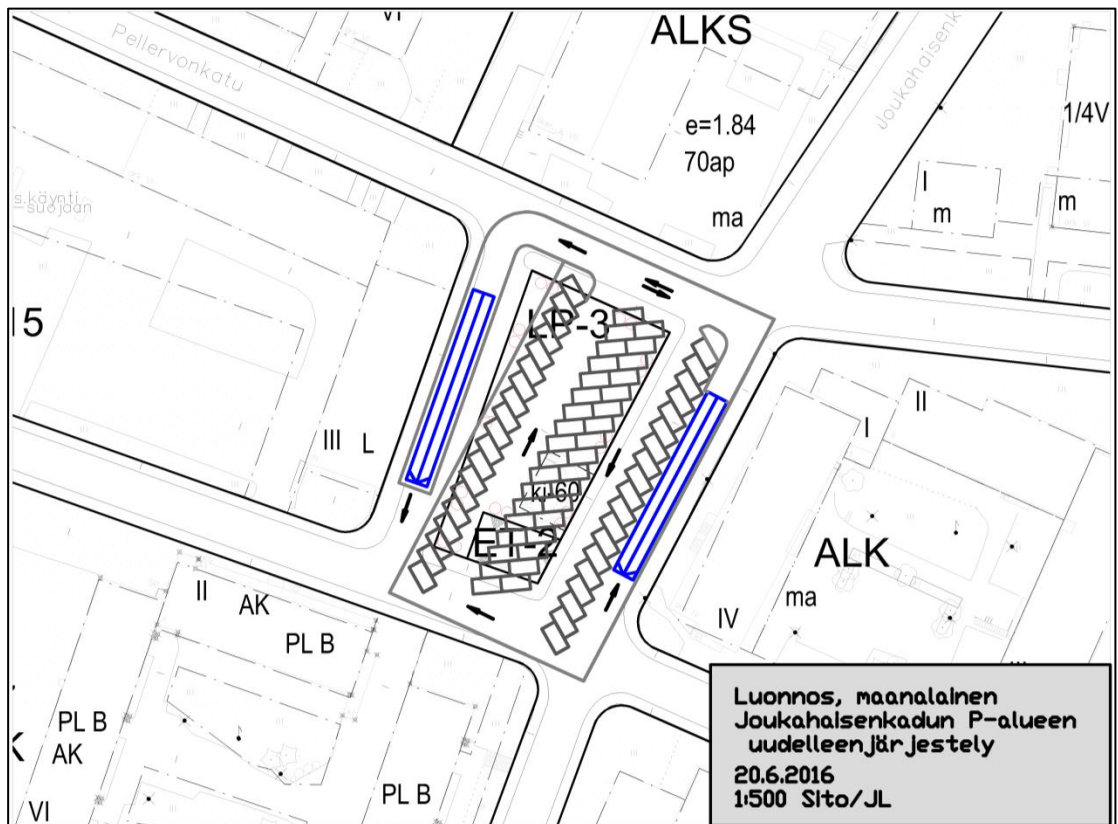 VI
ALKS
Pellervonkatu
Joukahaisenk
e=1.84
70ap
1/4V
I
m
m
s.käynti
-suojaan
ma
15
LP-3
II
III L
I
kr-60
ET-2
ALK
II
AK
ma
IV
PL B
PL B
AK
K
PL B
VI
Luonnos, maanalainen
Joukahaisenkadun P-alueen
uudelleenjärjestely
20.6.2016
1:500 Sito/JL